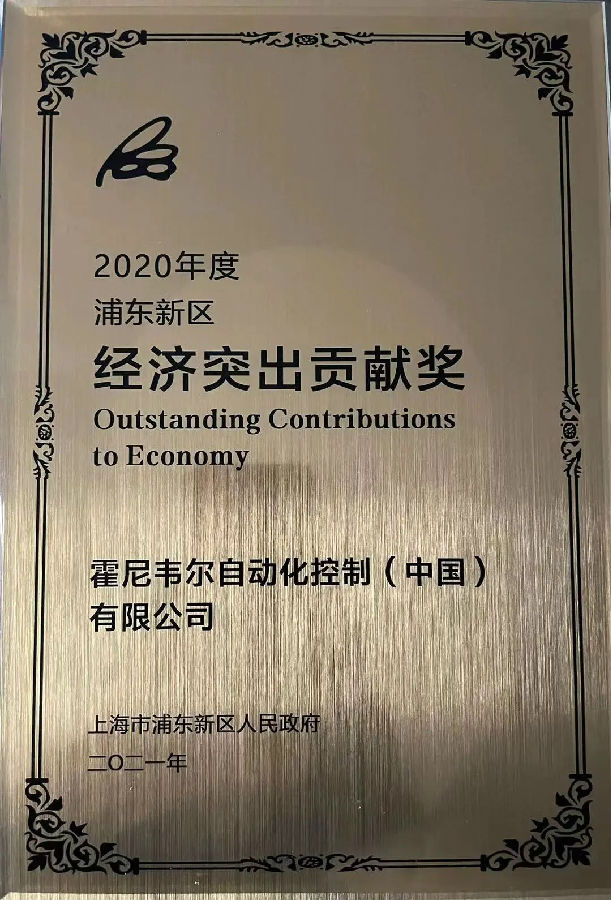 2020年度
浦东新区
经济突出贡献奖
Outstanding Contributions
to Economy
霍尼韦尔自动化控制（中国）
有限公司
上海市浦东新区人民政府
二〇二一年